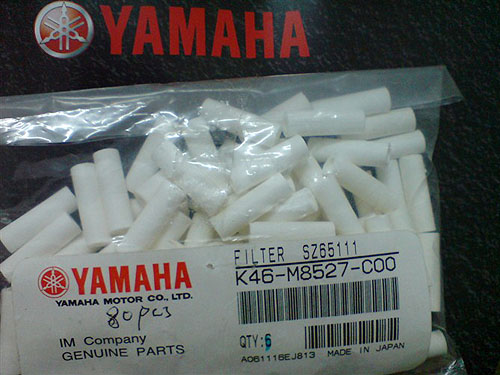 YAMAHA
FILTER SZ65111
K46-M8527-C00
YAMAHA
YAMAHA MOTOR CO., LTD.
80pcs
IM Company
GENUINE PARTS
QTY:6
A061116EJ813 MADE IN JAPAN